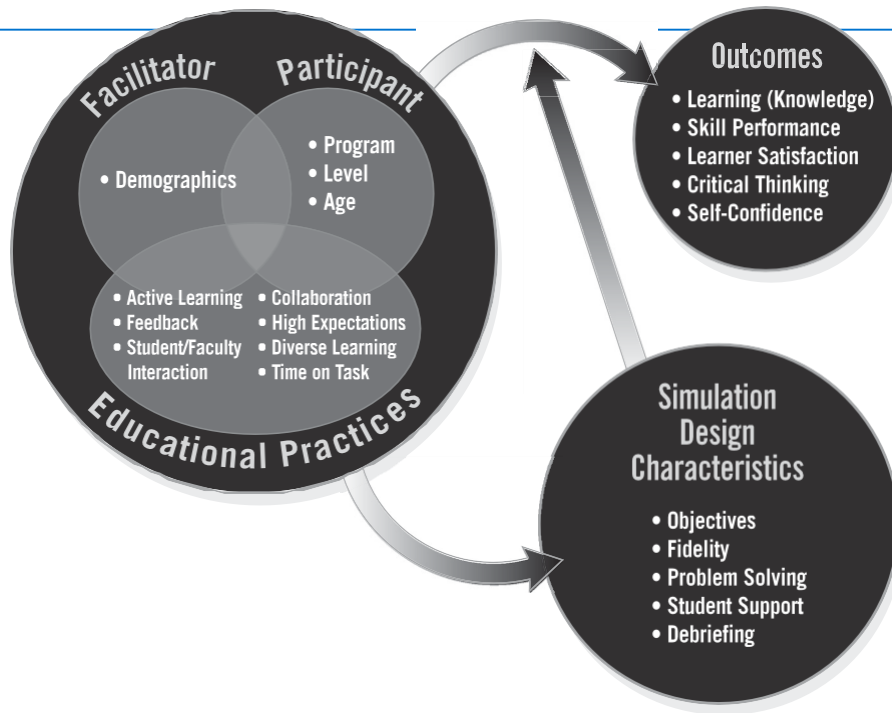 Facilitator
• Demographics
Participant
• Program
• Level
• Age
• Active Learning
• Feedback
• Student/Faculty
Interaction
• Collaboration
• High Expectations
• Diverse Learning
• Time on Task
Educational Practices
Outcomes
• Learning (Knowledge)
• Skill Performance
• Learner Satisfaction
• Critical Thinking
• Self-Confidence
Simulation
Design
Characteristics
• Objectives
• Fidelity
• Problem Solving
• Student Support
• Debriefing